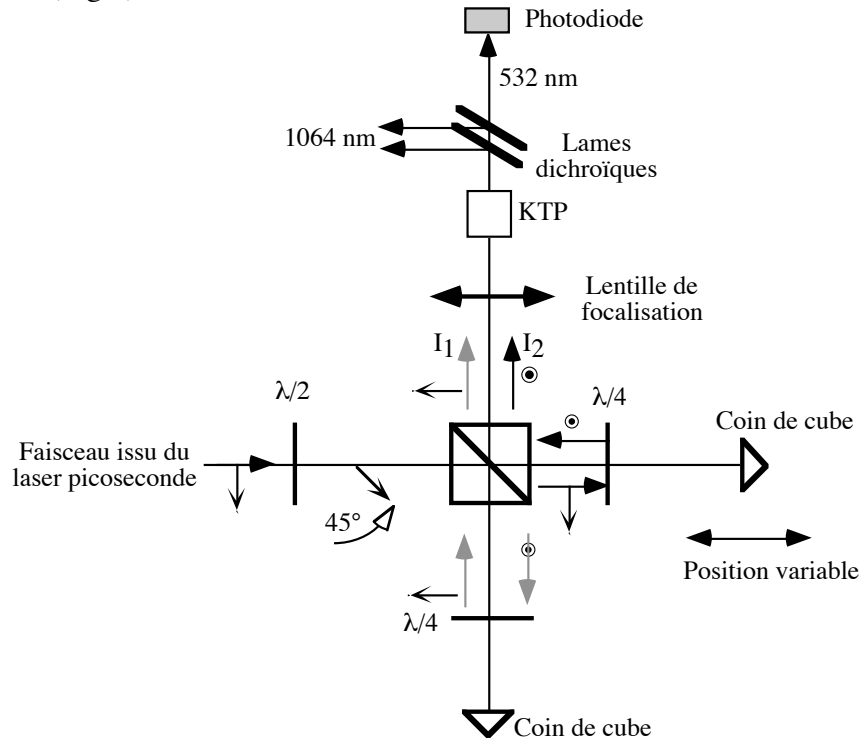 Photodiode
532 nm
1064 nm
Lames
dichroïques
KTP
Lentille de
focalisation
I1
I2
λ/2
λ/4
Coin de cube
Faisceau issu du
laser picoseconde
45°
Position variable
λ/4
Coin de cube